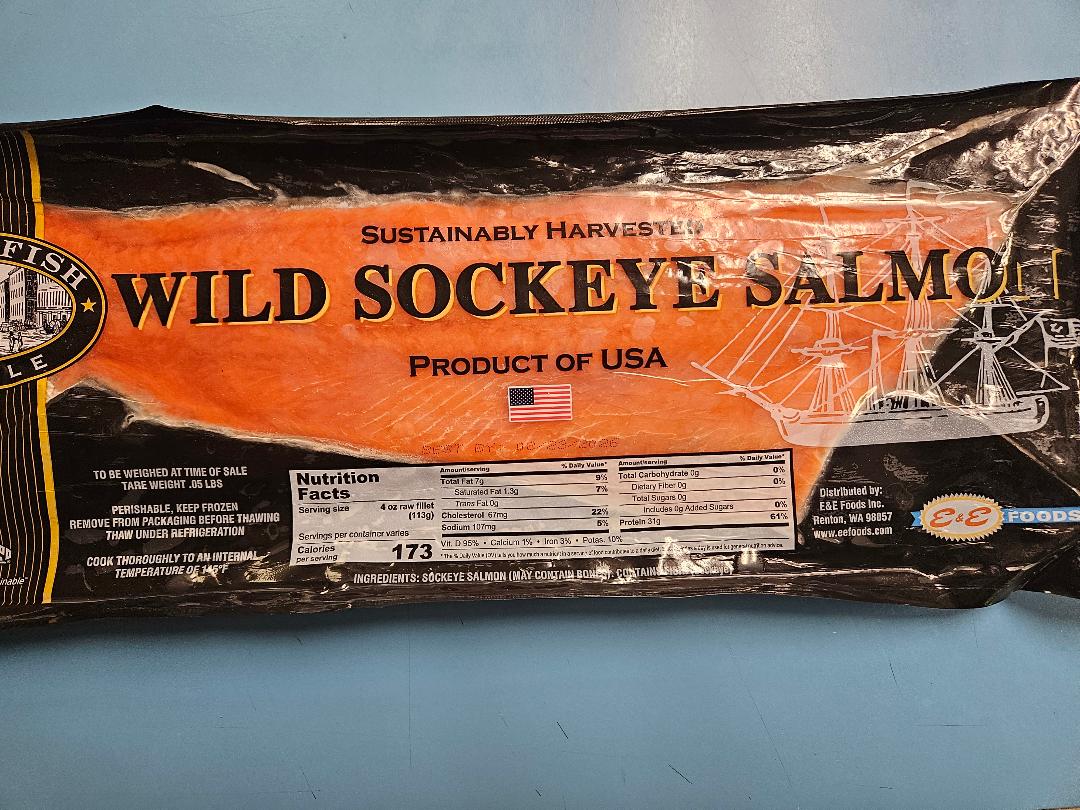 FISH
LE
SUSTAINABLY HARVESTED
WILD SOCKEYE SALMON
PRODUCT OF USA
BEST BY:
TO BE WEIGHED AT TIME OF SALE
TARE WEIGHT .05 LBS
PERISHABLE, KEEP FROZEN
REMOVE FROM PACKAGING BEFORE THAWING
THAW UNDER REFRIGERATION
COOK THOROUGHLY TO AN INTERNAL
TEMPERATURE OF 145°F
Nutrition
Facts
Serving size 4 oz raw fillet
(113g)
Servings per container varies
Calories
per serving 173
Amount/serving % Daily Value*
Total Fat 7g 9%
Saturated Fat 1.3g 7%
Trans Fat 0g
Cholesterol 67mg 22%
Sodium 107mg 5%
Amount/serving % Daily Value*
Total Carbohydrate 0g 0%
Dietary Fiber 0g 0%
Total Sugars 0g
Includes 0g Added Sugars 0%
Protein 31g 61%
Vit. D 95% • Calcium 1% • Iron 3% • Potas. 10%
INGREDIENTS: SOCKEYE SALMON (MAY CONTAIN
Distributed by:
E&E Foods Inc.
Renton, WA 98857
www.eefoods.com
E&E FOODS